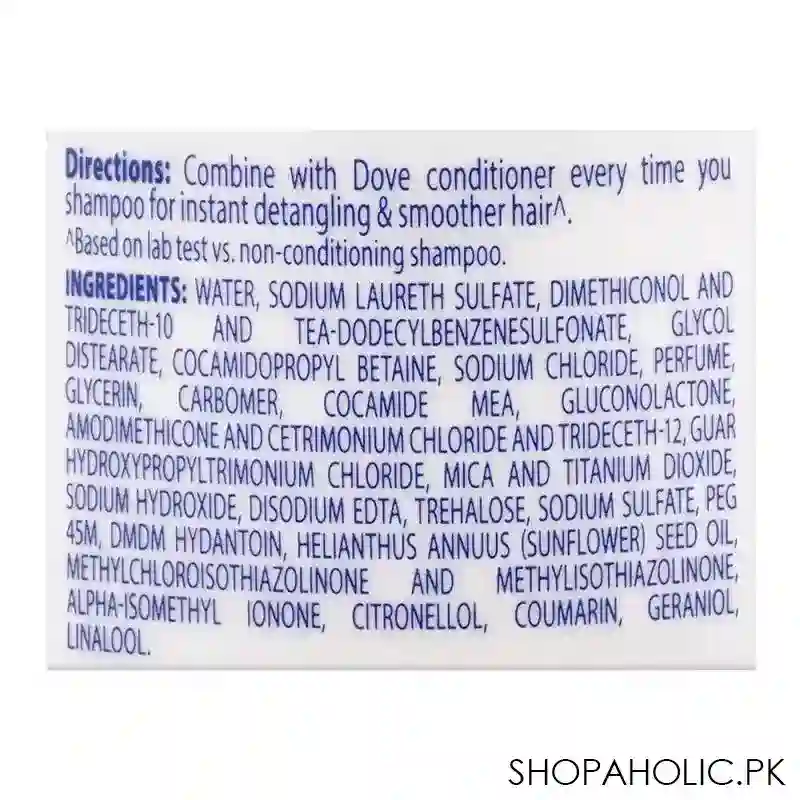 Directions: Combine with Dove conditioner every time you
shampoo for instant detangling & smoother hair^.
^Based on lab test vs. non-conditioning shampoo.
INGREDIENTS: WATER, SODIUM LAURETH SULFATE, DIMETHICONOL AND
TRIDECETH-10 AND TEA-DODECYLBENZENESULFONATE, GLYCOL
DISTEARATE, COCAMIDOPROPYL BETAINE, SODIUM CHLORIDE, PERFUME,
GLYCERIN, CARBOMER, COCAMIDE MEA, GLUCONOLACTONE,
AMODIMETHICONE AND CETRIMONIUM CHLORIDE AND TRIDECETH-12, GUAR
HYDROXYPROPYLTRIMONIUM CHLORIDE, MICA AND TITANIUM DIOXIDE,
SODIUM HYDROXIDE, DISODIUM EDTA, TREHALOSE, SODIUM SULFATE, PEG
45M, DMDM HYDANTOIN, HELIANTHUS ANNUUS (SUNFLOWER) SEED OIL,
METHYLCHLOROISOTHIAZOLINONE AND METHYLISOTHIAZOLINONE,
ALPHA-ISOMETHYL IONONE, CITRONELLOL, COUMARIN, GERANIOL,
LINALOOL.
SHOPAHOLIC.PK